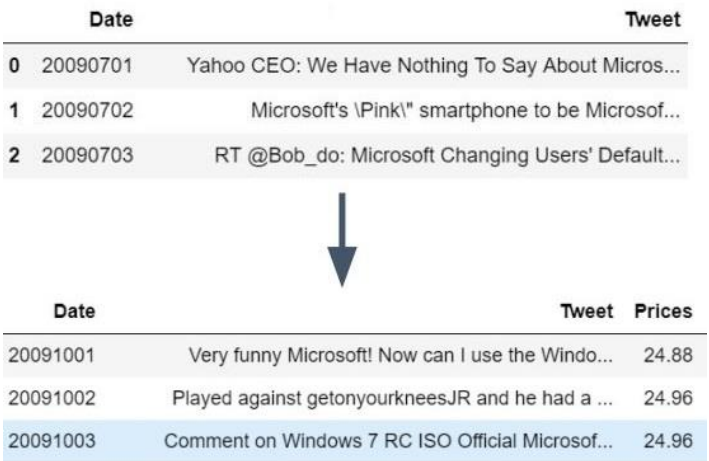 Date Tweet
0 20090701 Yahoo CEO: We Have Nothing To Say About Micros...
1 20090702 Microsoft's \Pink\" smartphone to be Microsof...
2 20090703 RT @Bob_do: Microsoft Changing Users' Default...
Date Tweet Prices
20091001 Very funny Microsoft! Now can I use the Windo... 24.88
20091002 Played against getonyourkneesJR and he had a ... 24.96
20091003 Comment on Windows 7 RC ISO Official Microsof... 24.96